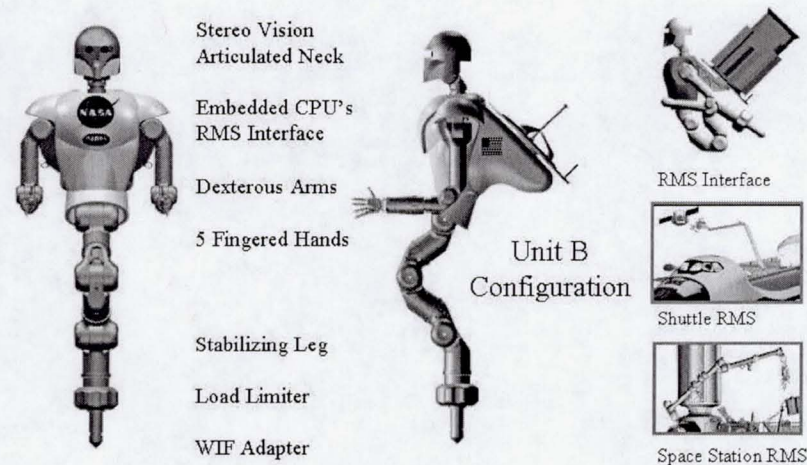 Stereo Vision
Articulated Neck
NASA
Embedded CPU's
RMS Interface
Dexterous Arms
5 Fingered Hands
Stabilizing Leg
Load Limiter
WIF Adapter
Unit B
Configuration
RMS Interface
Shuttle RMS
Space Station RMS